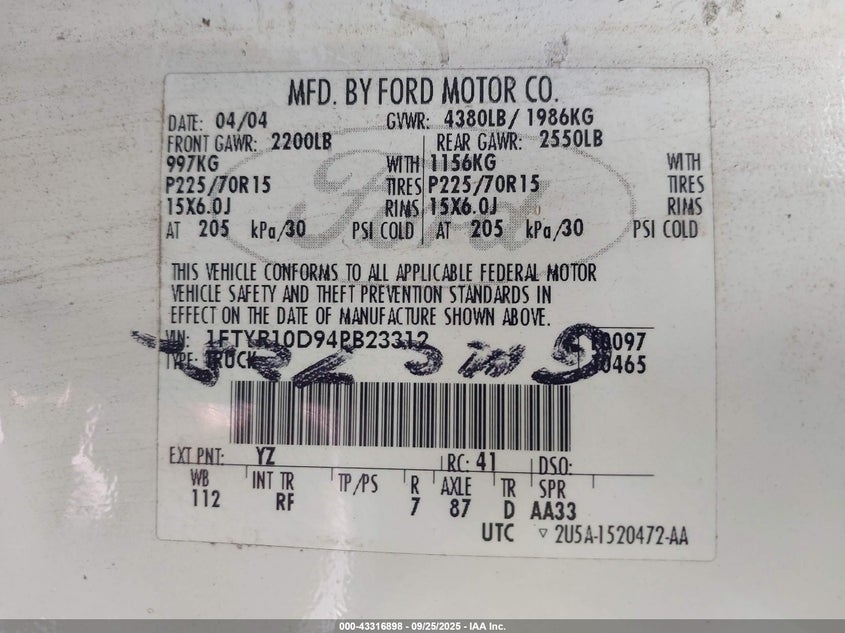 MFD. BY FORD MOTOR CO.
DATE: 04/04 GVWR: 4380LB/ 1986KG
FRONT GAWR: 2200LB REAR GAWR: 2550LB
997KG WITH 1156KG WITH
P225/70R15 TIRES P225/70R15 TIRES
15X6.0J RIMS 15X6.0J RIMS
AT 205 kPa/30 PSI COLD AT 205 kPa/30 PSI COLD
Ford
THIS VEHICLE CONFORMS TO ALL APPLICABLE FEDERAL MOTOR
VEHICLE SAFETY AND THEFT PREVENTION STANDARDS IN
EFFECT ON THE DATE OF MANUFACTURE SHOWN ABOVE.
VIN: 1FTYR10D94PB23312
TYPE: TRUCK
EXT PNT: YZ RC: 41 DSO:
WB INT TR TP/PS R AXLE TR SPR
112 RF 7 87 D AA33
UTC ▽ 2U5A-1520472-AA
000-43316898 - 09/25/2025 - IAA Inc.